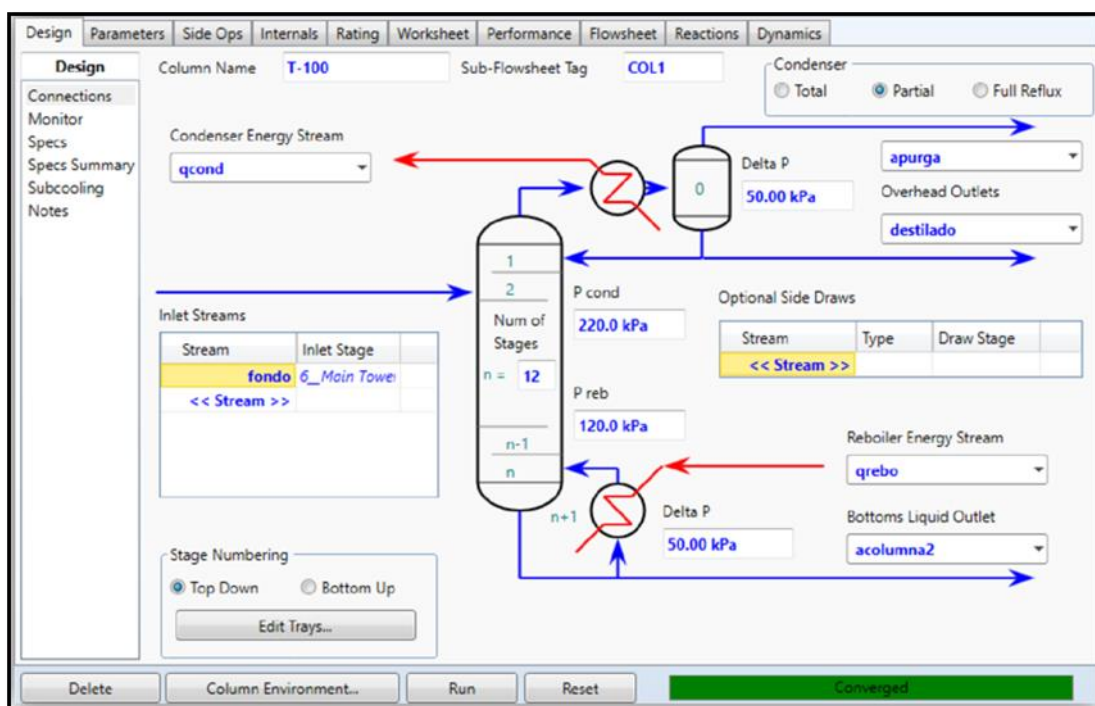 Design Parameters Side Ops Internals Rating Worksheet Performance Flowsheet Reactions Dynamics
Design
Connections
Monitor
Specs
Specs Summary
Subcooling
Notes
Column Name T-100 Sub-Flowsheet Tag COL1
Condenser
Total Partial Full Reflux
Condenser Energy Stream
qcond
0
Delta P
50.00 kPa
apurga
Overhead Outlets
destilado
1
2
Num of
Stages
n = 12
n-1
n
n+1
P cond
220.0 kPa
P reb
120.0 kPa
Delta P
50.00 kPa
Inlet Streams
Stream Inlet Stage
fondo 6_Main Tower
<< Stream >>
Optional Side Draws
Stream Type Draw Stage
<< Stream >>
Reboiler Energy Stream
qrebo
Bottoms Liquid Outlet
acolumna2
Stage Numbering
Top Down Bottom Up
Edit Trays...
Delete Column Environment... Run Reset Converged